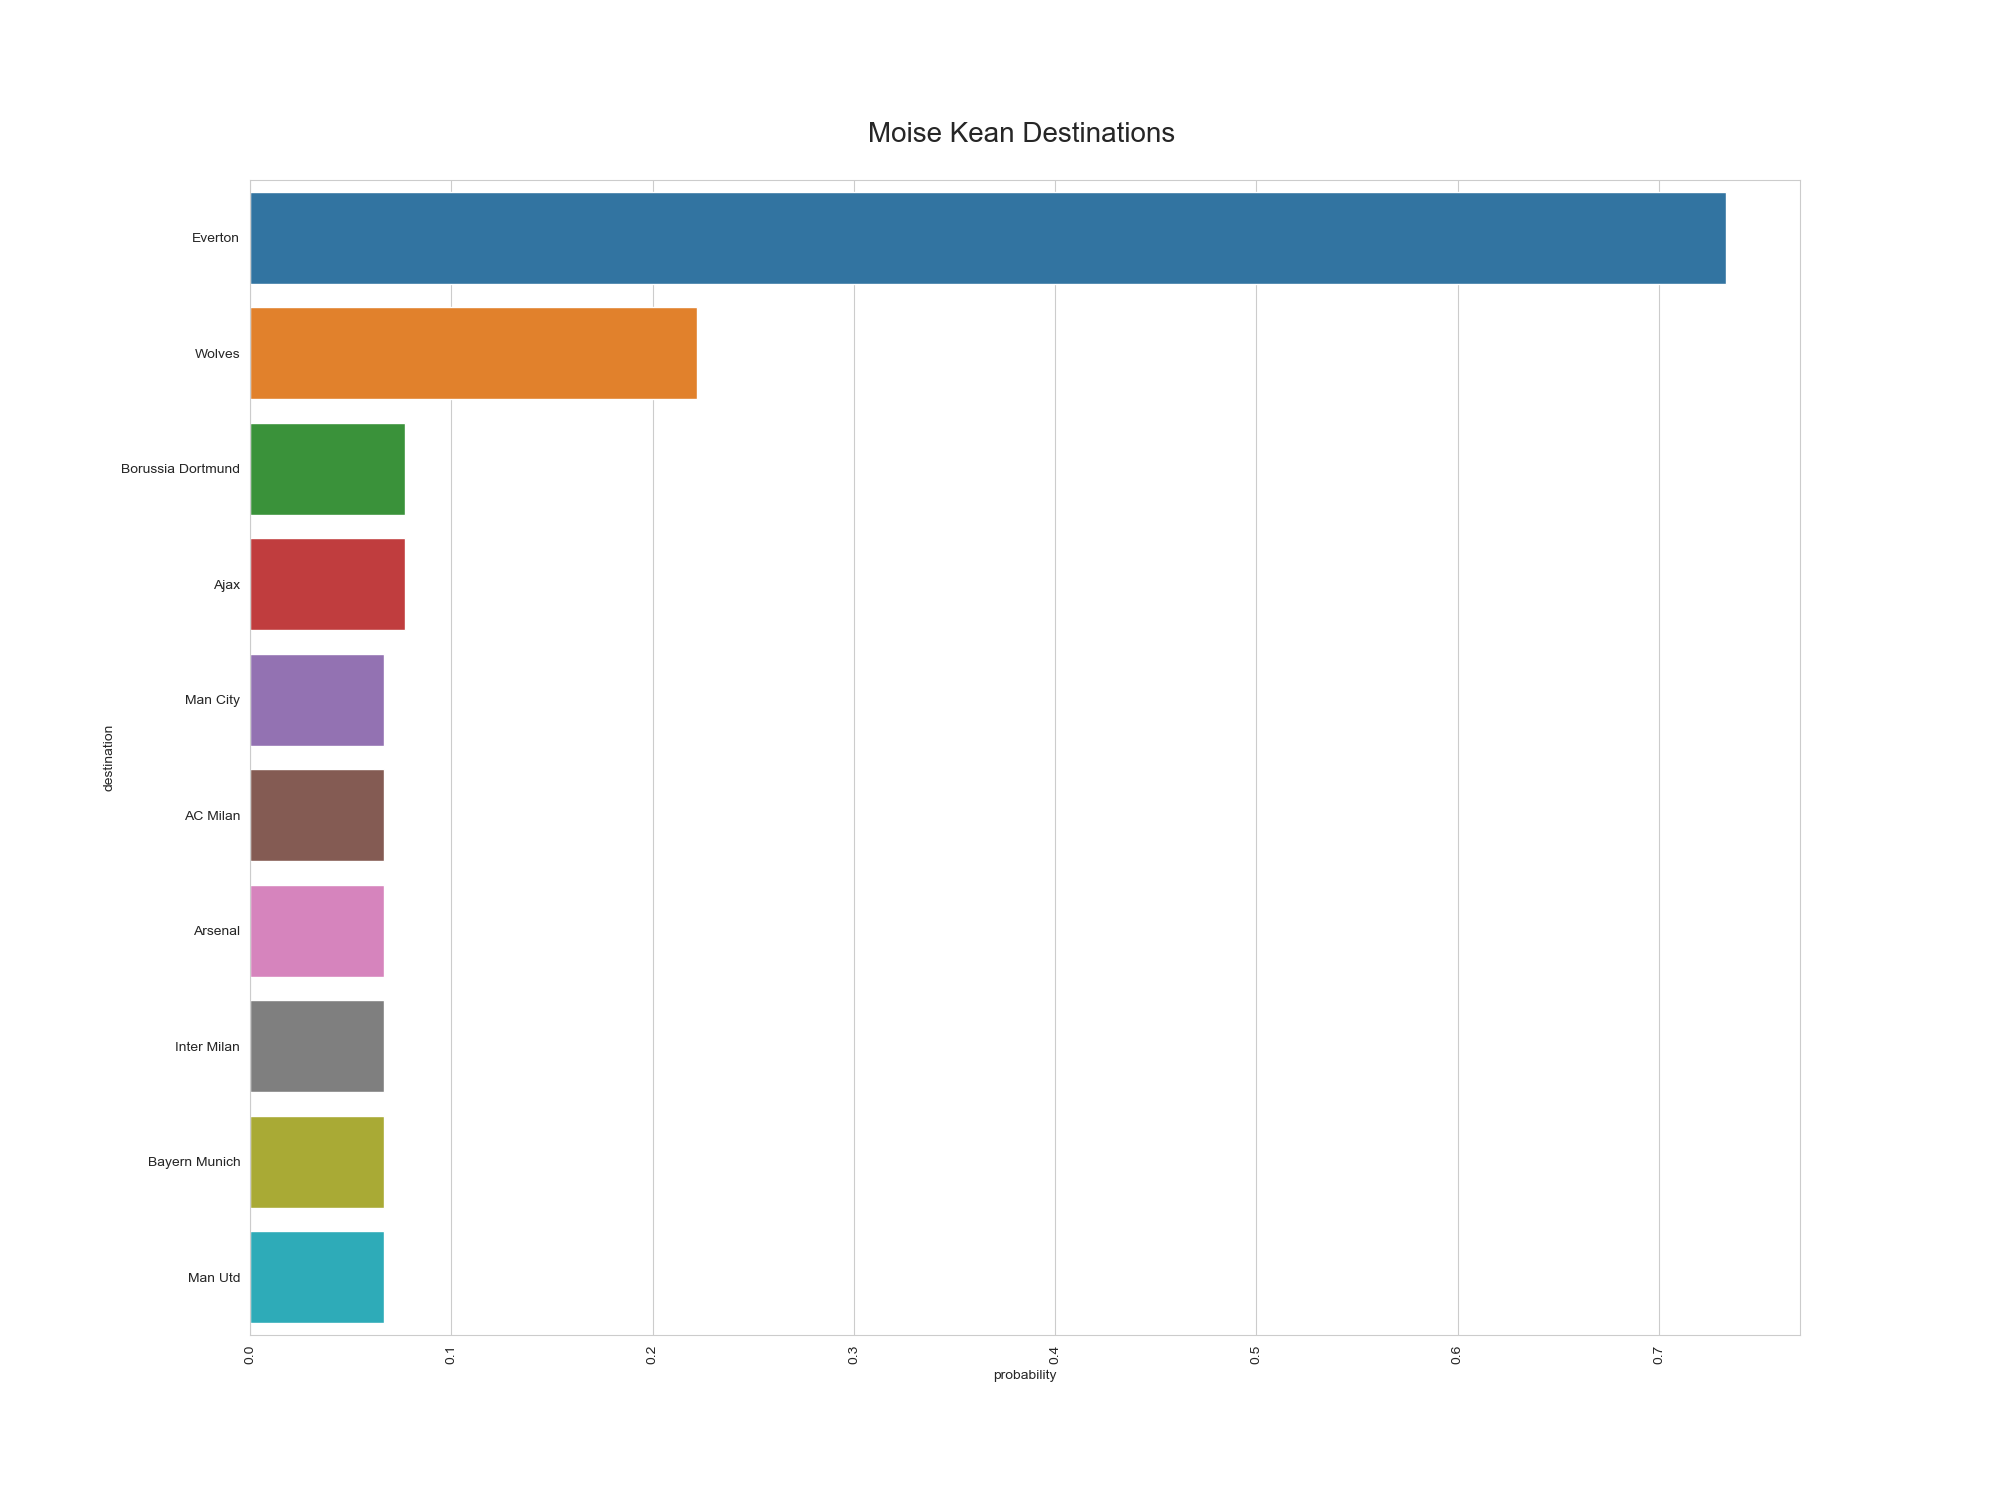 Moise Kean Destinations
Everton
Wolves
Borussia Dortmund
Ajax
Man City
AC Milan
Arsenal
Inter Milan
Bayern Munich
Man Utd
destination
0.0 0.1 0.2 0.3 0.4 0.5 0.6 0.7
probability